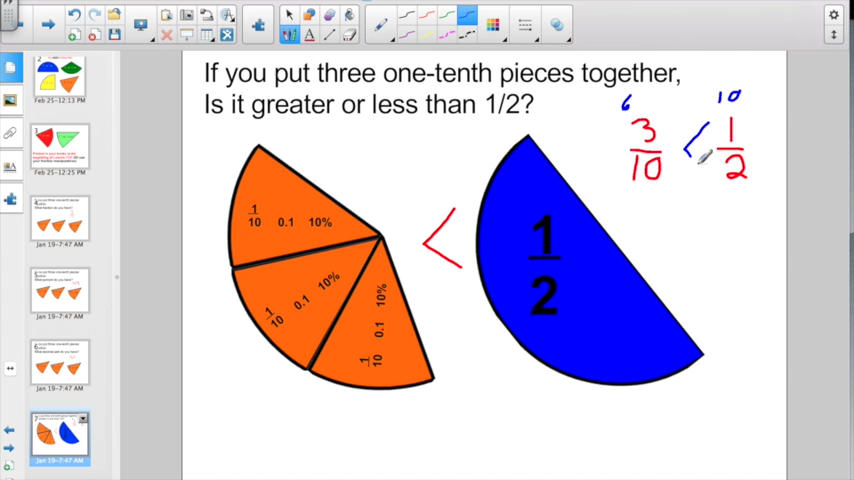 If you put three one-tenth pieces together,
Is it greater or less than 1/2?
6 10
3/10 < 1/2
1/10 0.1 10%
1/10 0.1 10%
1/10 0.1 10%
<
1/2
2
Feb 25-12:13 PM
3
Feb 25-12:25 PM
Jan 19-7:47 AM
Jan 19-7:47 AM
Jan 19-7:47 AM
Jan 19-7:47 AM